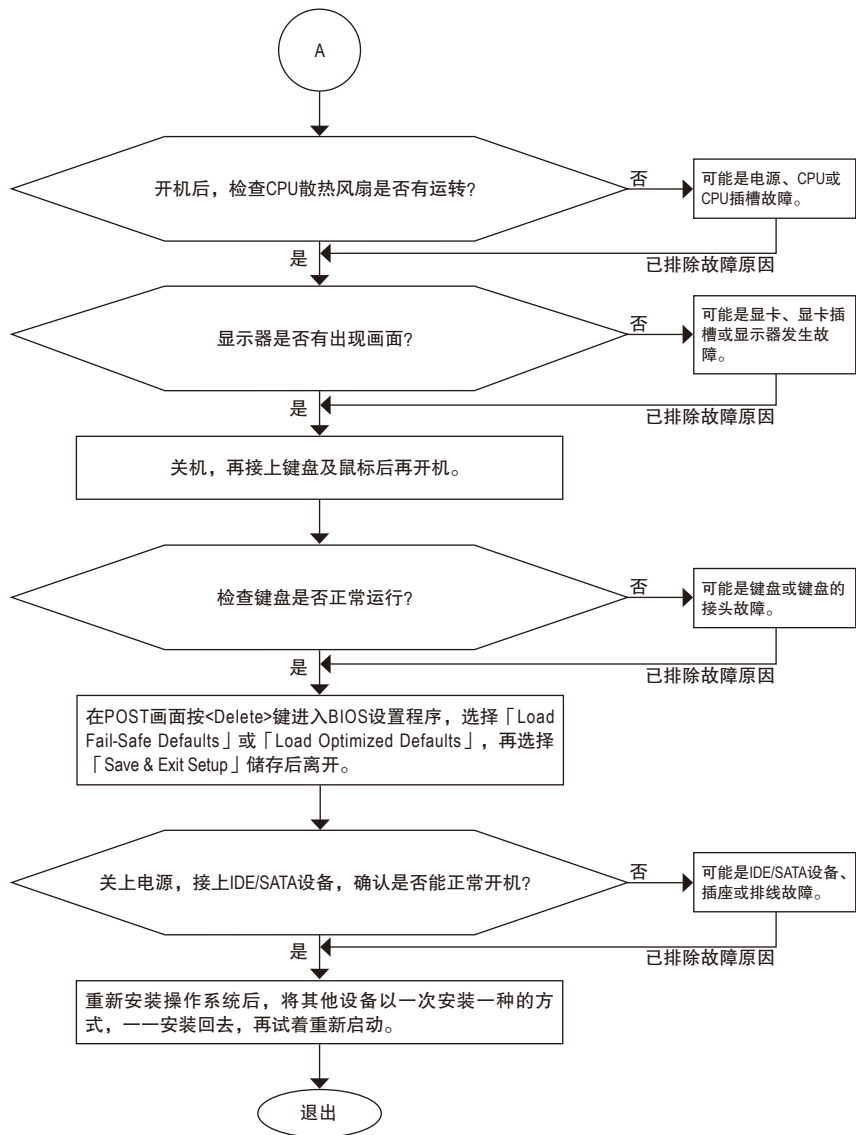 A
开机后，检查CPU散热风扇是否有运转?
否
可能是电源、CPU或
CPU插槽故障。
是
已排除故障原因
显示器是否有出现画面?
否
可能是显卡、显卡插
槽或显示器发生故
障。
是
已排除故障原因
关机，再接上键盘及鼠标后再开机。
检查键盘是否正常运行?
否
可能是键盘或键盘的
接头故障。
是
已排除故障原因
在POST画面按<Delete>键进入BIOS设置程序，选择「Load
Fail-Safe Defaults」或「Load Optimized Defaults」，再选择
「Save & Exit Setup」储存后离开。
关上电源，接上IDE/SATA设备，确认是否能正常开机?
否
可能是IDE/SATA设备、
插座或排线故障。
是
已排除故障原因
重新安装操作系统后，将其他设备以一次安装一种的方
式，一一安装回去，再试着重新启动。
退出